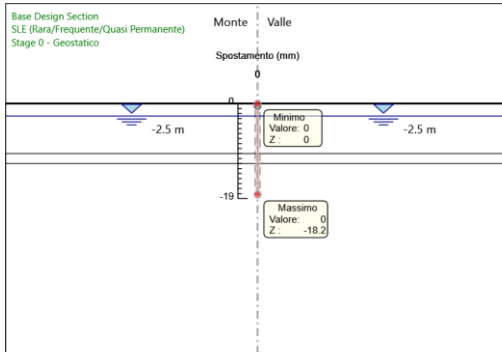 Base Design Section
SLE (Rara/Frequente/Quasi Permanente)
Stage 0 - Geostatico
Monte Valle
Spostamento (mm)
0
0
Minimo
Valore: 0
Z : 0
-2.5 m
-2.5 m
-19
Massimo
Valore: 0
Z : -18.2